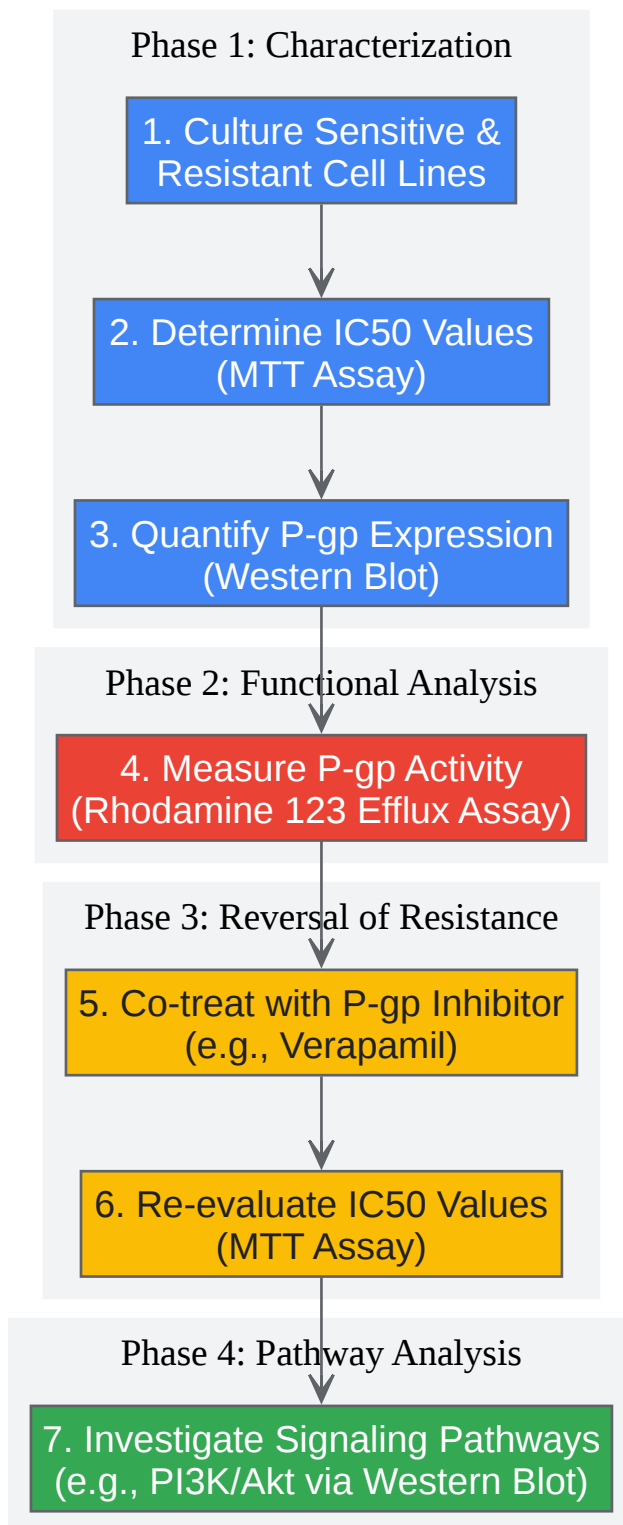 Phase 1: Characterization
1. Culture Sensitive &
Resistant Cell Lines
2. Determine IC50 Values
(MTT Assay)
3. Quantify P-gp Expression
(Western Blot)
Phase 2: Functional Analysis
4. Measure P-gp Activity
(Rhodamine 123 Efflux Assay)
Phase 3: Reversal of Resistance
5. Co-treat with P-gp Inhibitor
(e.g., Verapamil)
6. Re-evaluate IC50 Values
(MTT Assay)
Phase 4: Pathway Analysis
7. Investigate Signaling Pathways
(e.g., PI3K/Akt via Western Blot)